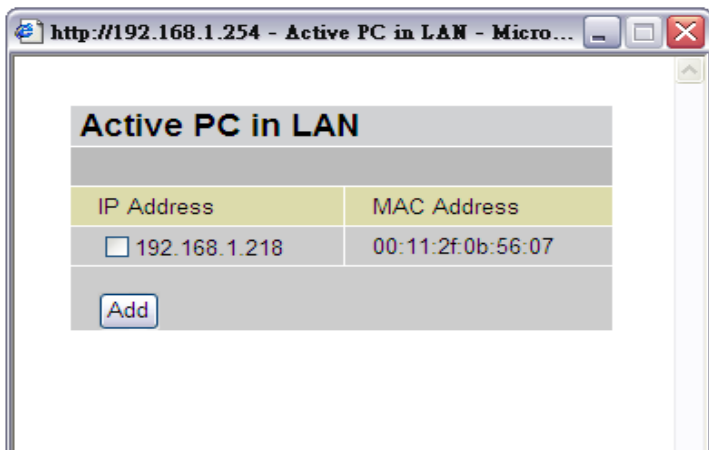 http://192.168.1.254 - Active PC in LAN - Micro...
Active PC in LAN
IP Address MAC Address
192.168.1.218 00:11:2f:0b:56:07
Add